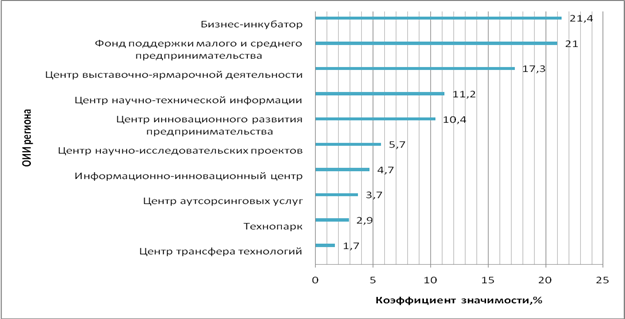 Бизнес-инкубатор
21,4
Фонд поддержки малого и среднего
предпринимательства
21
Центр выставочно-ярмарочной деятельности
17,3
Центр научно-технической информации
11,2
Центр инновационного развития
предпринимательства
10,4
Центр научно-исследовательских проектов
5,7
Информационно-инновационный центр
4,7
Центр аутсорсинговых услуг
3,7
Технопарк
2,9
Центр трансфера технологий
1,7
ОИИ региона
0 5 10 15 20 25
Коэффициент значимости,%